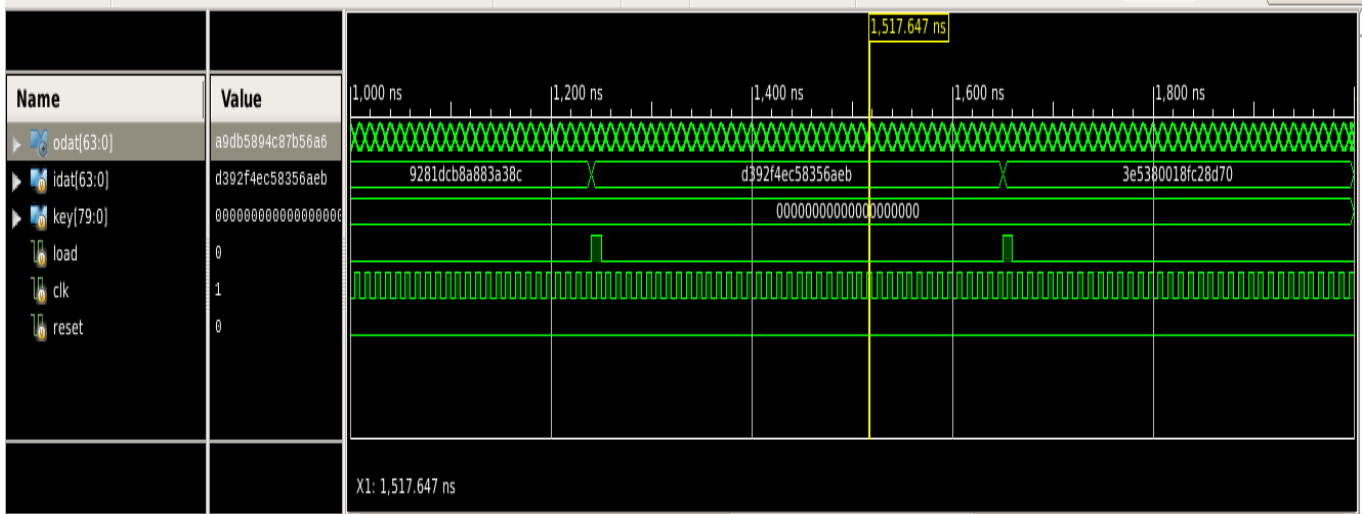 1,517.647 ns
Name Value 1,000 ns 1,200 ns 1,400 ns 1,600 ns 1,800 ns
odat[63:0] a9db5894c87b56a6
idat[63:0] d392f4ec58356aeb 9281dcb8a883a38c d392f4ec58356aeb 3e5380018fc28d70
key[79:0] 000000000000000000 00000000000000000000
load 0
clk 1
reset 0
X1: 1,517.647 ns